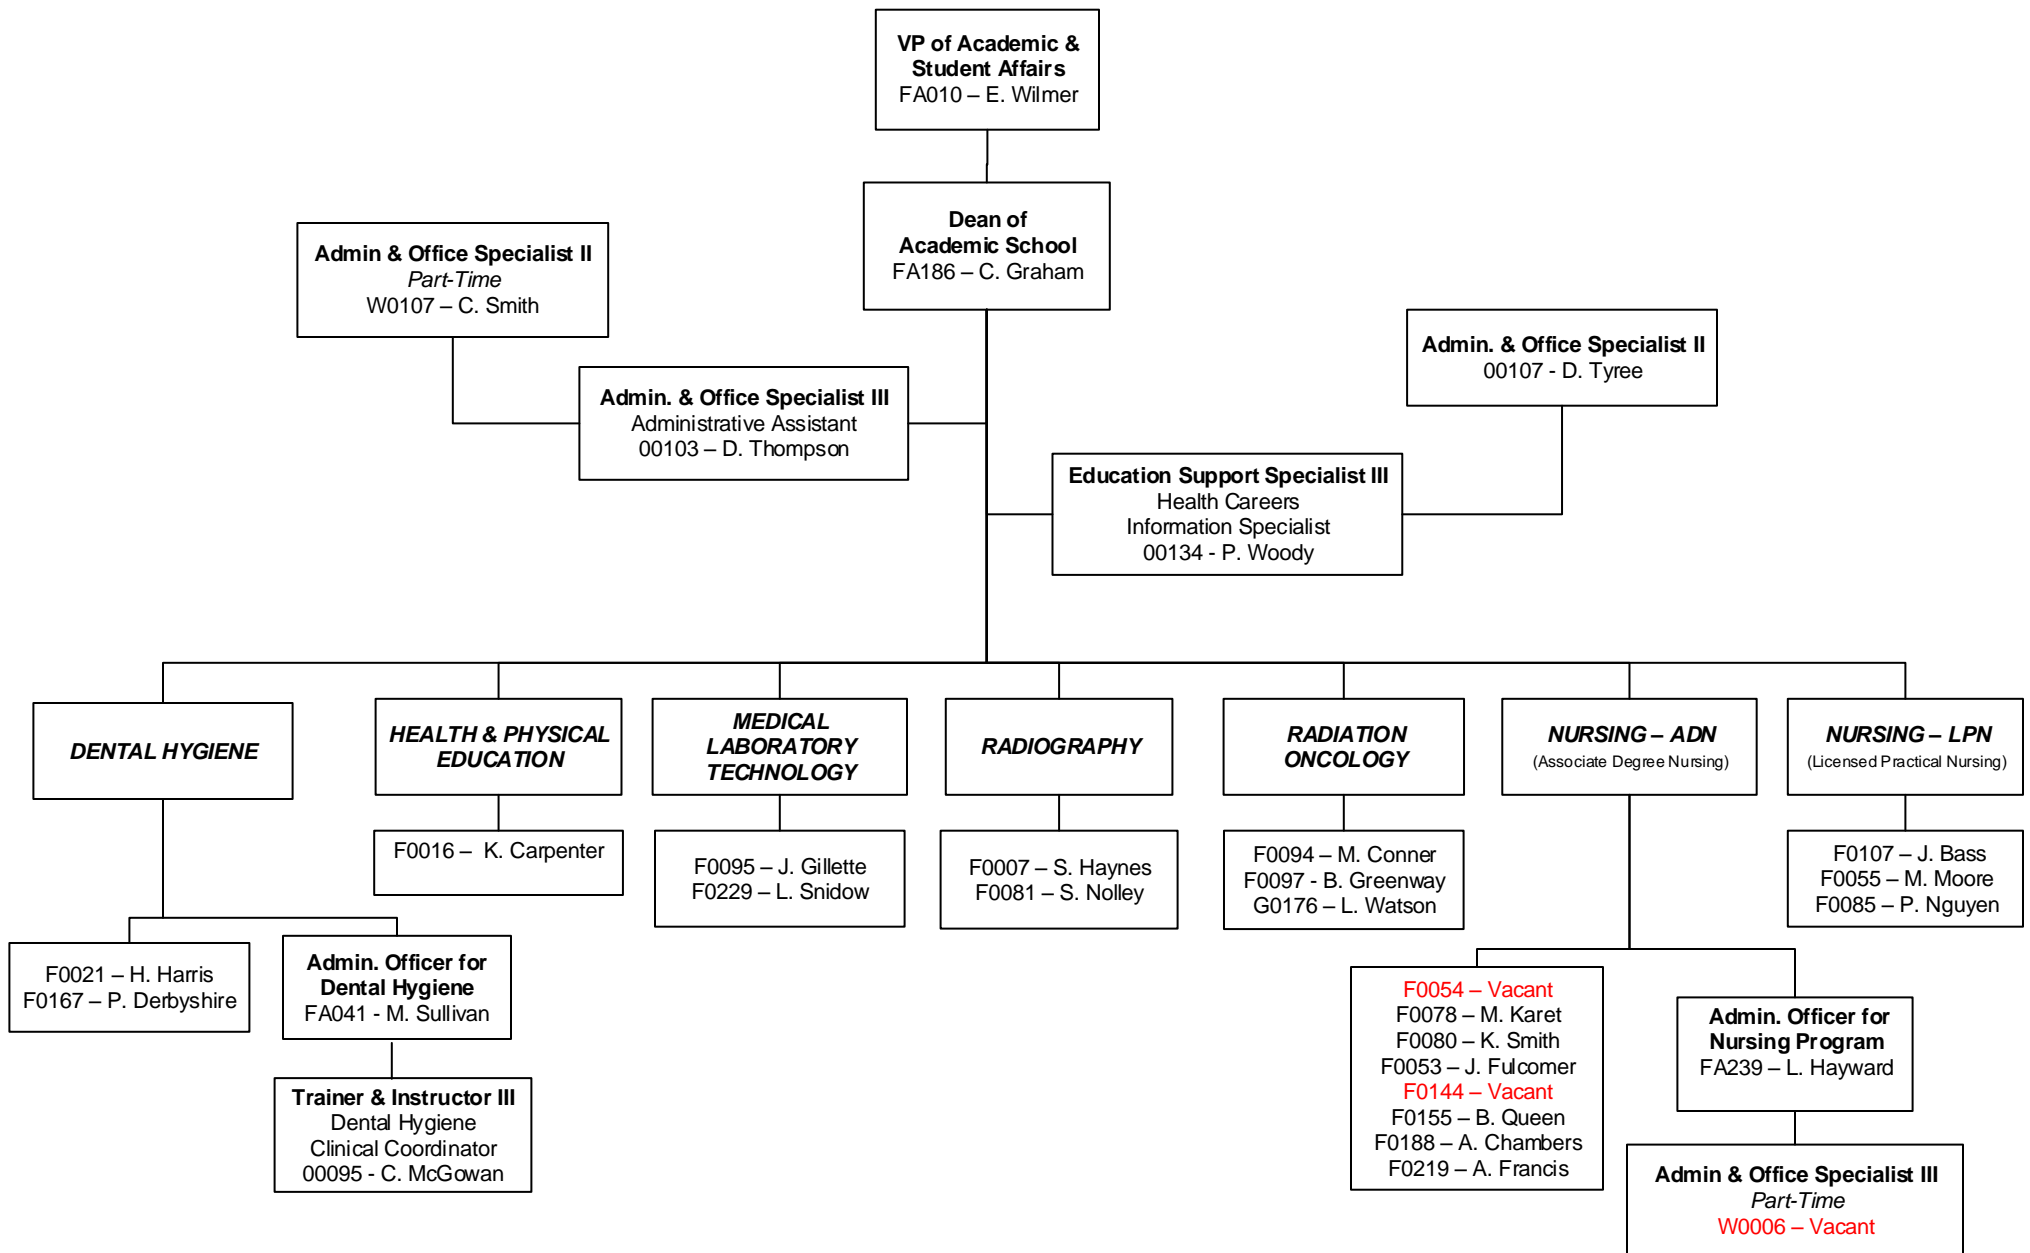 VP of Academic &
Student Affairs
FA010 – E. Wilmer
Dean of
Academic School
FA186 – C. Graham
Admin & Office Specialist II
Part-Time
W0107 – C. Smith
Admin. & Office Specialist II
00107 - D. Tyree
Admin. & Office Specialist III
Administrative Assistant
00103 – D. Thompson
Education Support Specialist III
Health Careers
Information Specialist
00134 - P. Woody
DENTAL HYGIENE
HEALTH & PHYSICAL
EDUCATION
MEDICAL
LABORATORY
TECHNOLOGY
RADIOGRAPHY
RADIATION
ONCOLOGY
NURSING – ADN
(Associate Degree Nursing)
NURSING – LPN
(Licensed Practical Nursing)
F0016 – K. Carpenter
F0095 – J. Gillette
F0229 – L. Snidow
F0007 – S. Haynes
F0081 – S. Nolley
F0094 – M. Conner
F0097 - B. Greenway
G0176 – L. Watson
F0107 – J. Bass
F0055 – M. Moore
F0085 – P. Nguyen
F0021 – H. Harris
F0167 – P. Derbyshire
Admin. Officer for
Dental Hygiene
FA041 - M. Sullivan
Trainer & Instructor III
Dental Hygiene
Clinical Coordinator
00095 - C. McGowan
F0054 – Vacant
F0078 – M. Karet
F0080 – K. Smith
F0053 – J. Fulcomer
F0144 – Vacant
F0155 – B. Queen
F0188 – A. Chambers
F0219 – A. Francis
Admin. Officer for
Nursing Program
FA239 – L. Hayward
Admin & Office Specialist III
Part-Time
W0006 – Vacant